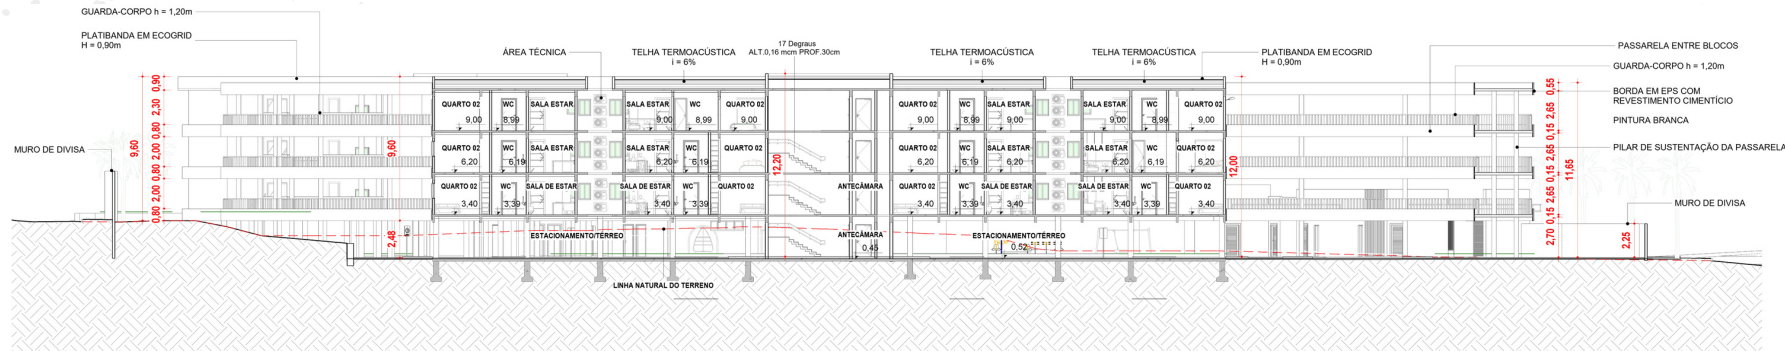 GUARDA-CORPO h = 1,20m
PLATIBANDA EM ECOGRID
H = 0,90m
ÁREA TÉCNICA
TELHA TERMOACÚSTICA
i = 6%
17 Degraus
ALT.0,16 mcm PROF.30cm
TELHA TERMOACÚSTICA
i = 6%
TELHA TERMOACÚSTICA
i = 6%
PLATIBANDA EM ECOGRID
H = 0,90m
PASSARELA ENTRE BLOCOS
GUARDA-CORPO h = 1,20m
BORDA EM EPS COM
REVESTIMENTO CIMENTÍCIO
PINTURA BRANCA
PILAR DE SUSTENTAÇÃO DA PASSARELA
MURO DE DIVISA
MURO DE DIVISA
9,60
0,90
2,30
0,80
2,00
0,80
2,00
0,80
9,60
2,48
12,20
12,00
0,55
2,65
0,15
2,65
0,15
2,65
0,15
2,70
11,65
2,25
QUARTO 02 WC SALA ESTAR SALA ESTAR WC QUARTO 02 QUARTO 02 WC SALA ESTAR SALA ESTAR WC QUARTO 02
9,00 8,99 9,00 8,99 9,00 9,00 8,99 9,00 9,00 8,99 9,00
QUARTO 02 WC SALA ESTAR SALA ESTAR WC QUARTO 02 QUARTO 02 WC SALA ESTAR SALA ESTAR WC QUARTO 02
6,20 6,19 6,20 6,19 6,20 6,19 6,20 6,20 6,19 6,20
QUARTO 02 WC SALA DE ESTAR SALA DE ESTAR WC QUARTO 02 ANTECÂMARA QUARTO 02 WC SALA DE ESTAR SALA DE ESTAR WC QUARTO 02
3,40 3,39 3,40 3,39 3,40 3,39 3,40 3,40 3,39 3,40
ESTACIONAMENTO/TÉRREO ANTECÂMARA ESTACIONAMENTO/TÉRREO
0,45 0.52
LINHA NATURAL DO TERRENO